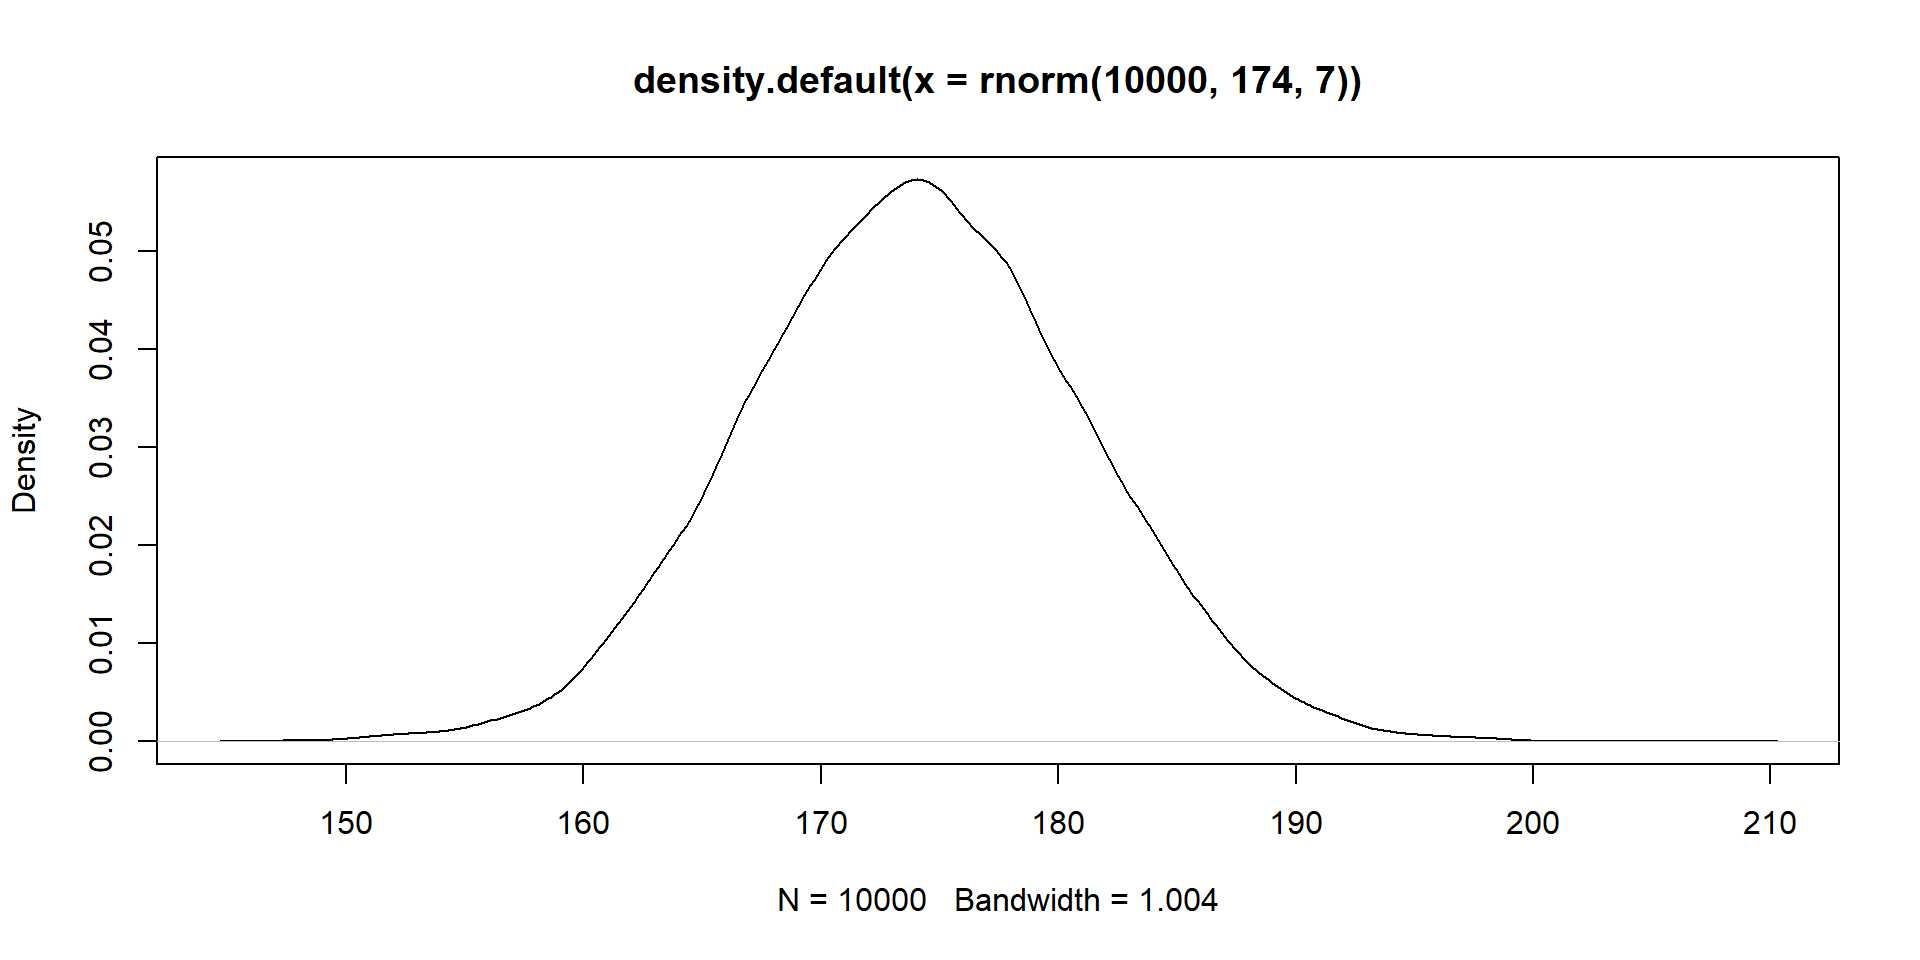 density.default(x = rnorm(10000, 174, 7))
Density
0.05
0.04
0.03
0.02
0.01
0.00
150 160 170 180 190 200 210
N = 10000   Bandwidth = 1.004